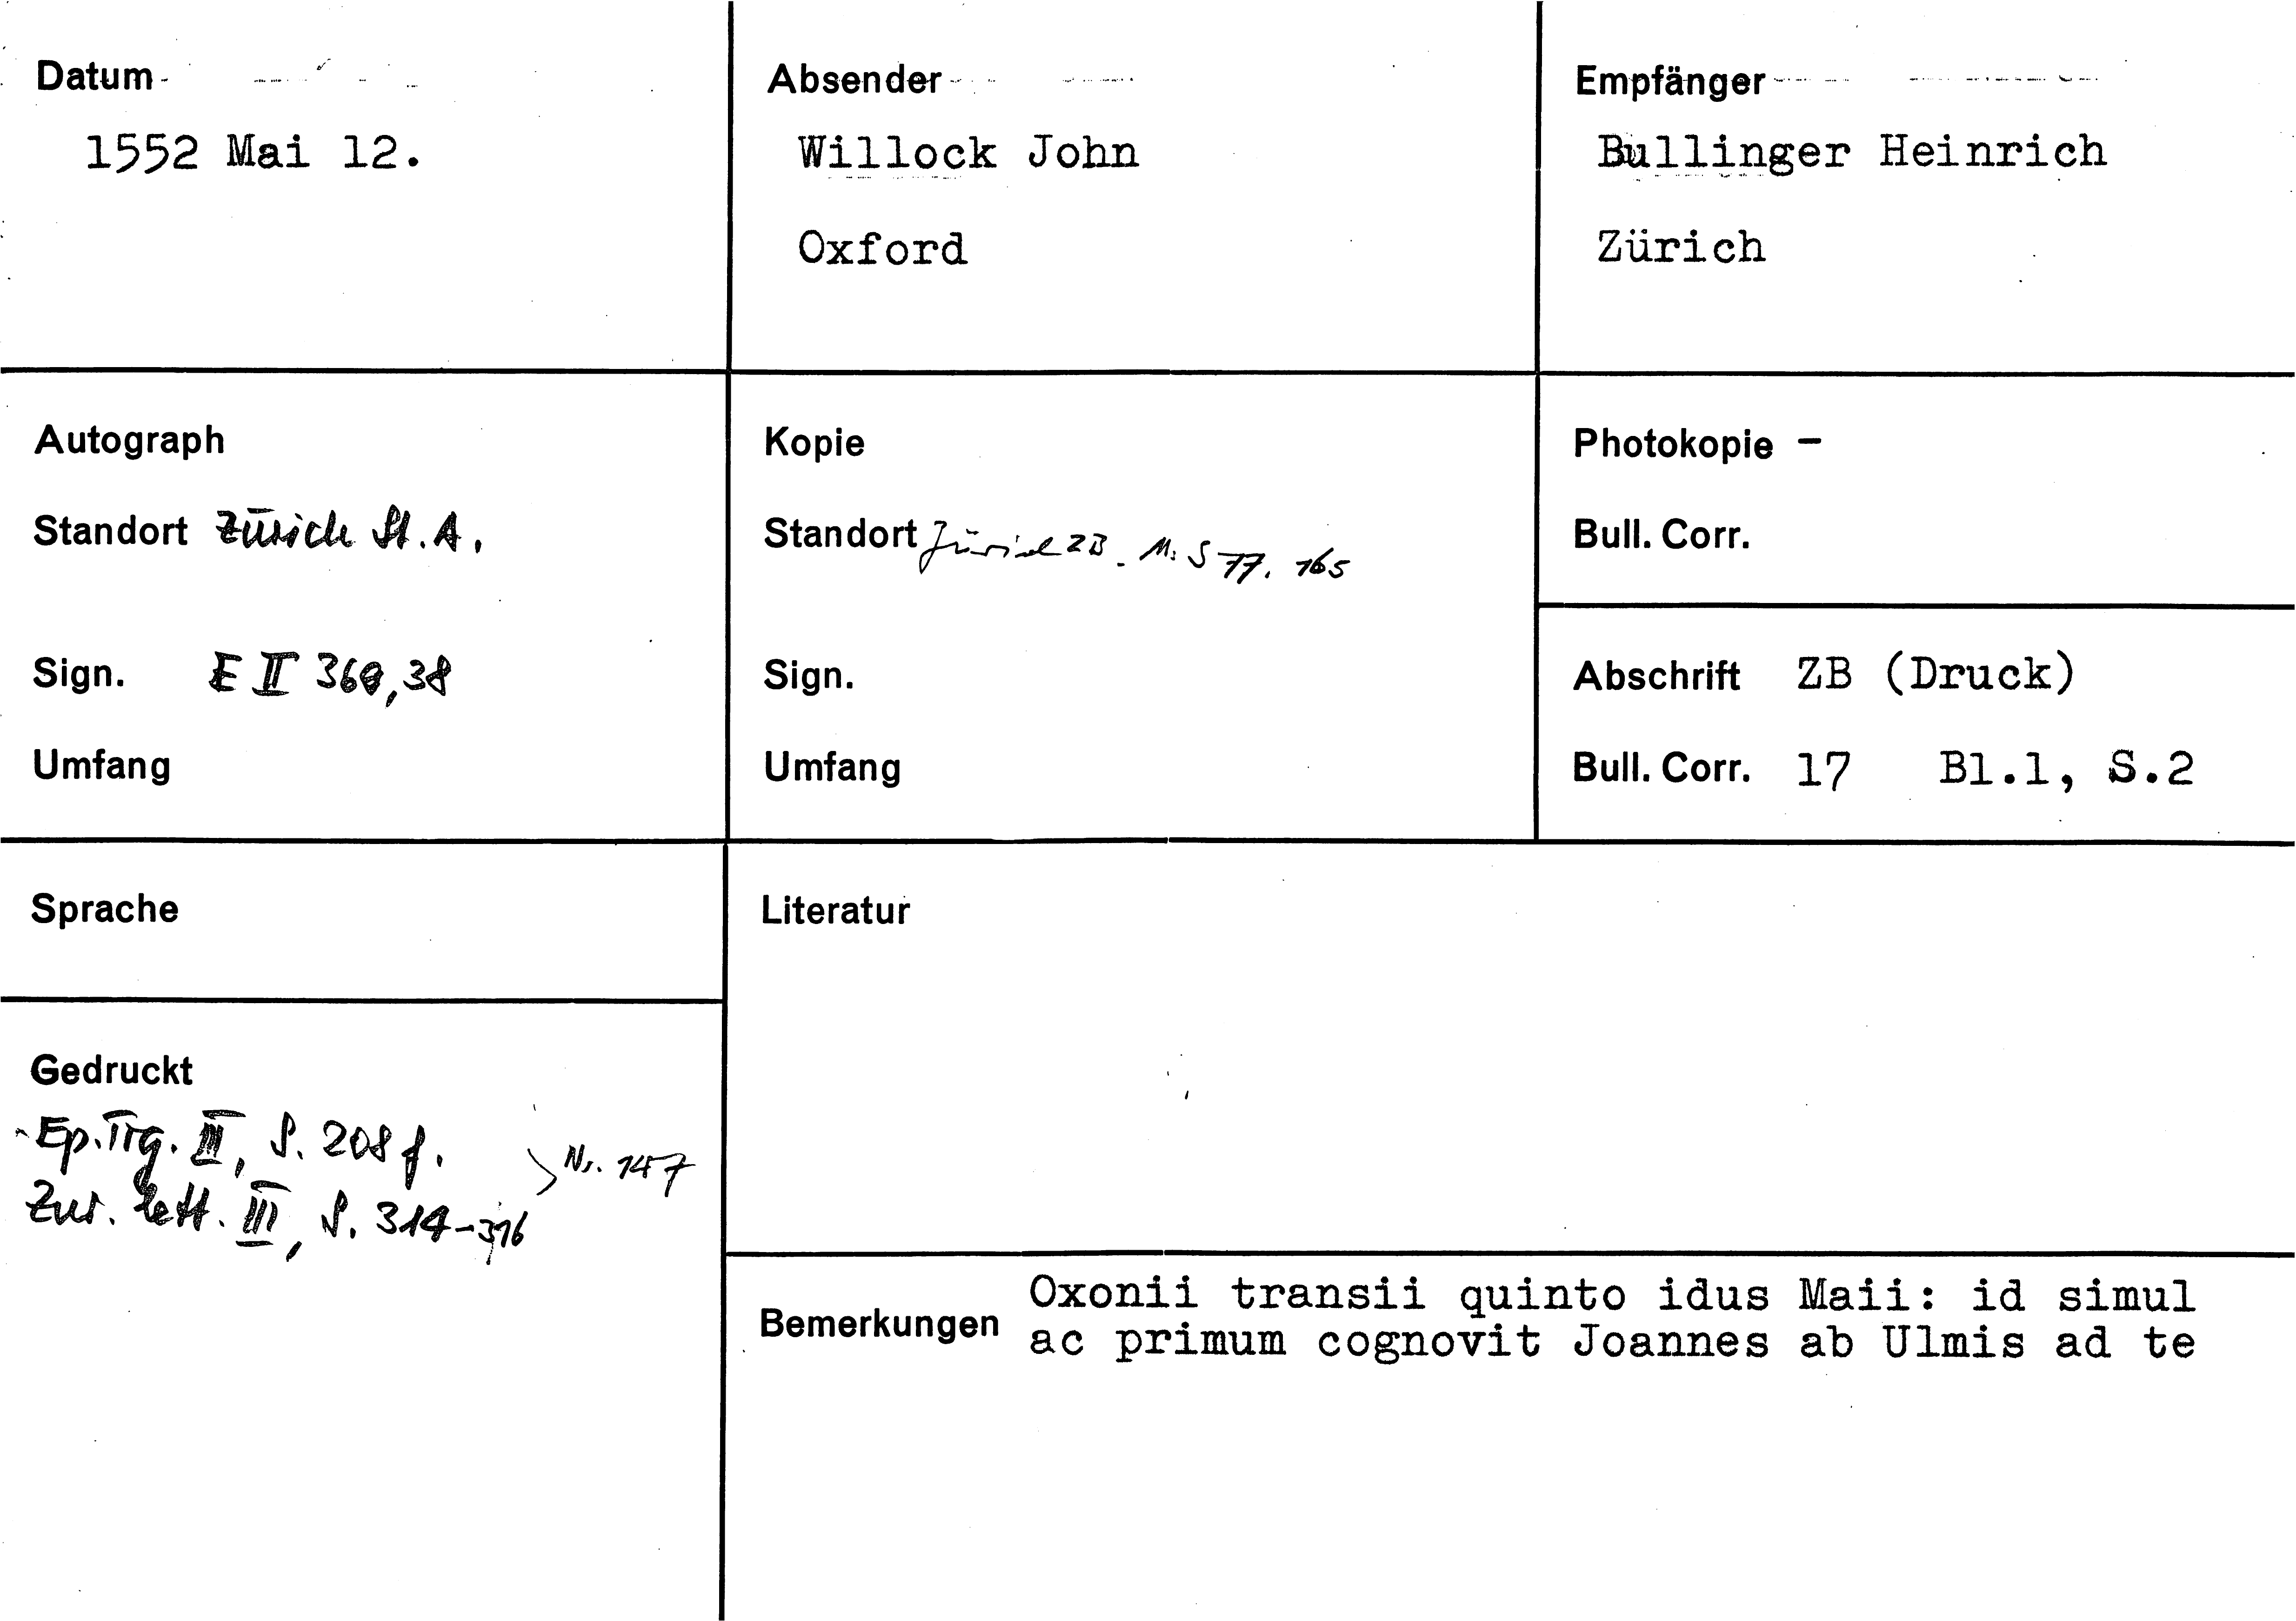 Datum
1552 Mai 12.
Absender
Willock John
Oxford
Empfänger
Bullinger Heinrich
Zürich
Autograph
Standort Zürich St. A.
Sign. E II 369,38
Umfang
Kopie
Standort Zürich ZB. Ms S 77. 165
Sign.
Umfang
Photokopie –
Bull. Corr.
Abschrift ZB (Druck)
Bull. Corr. 17 Bl.1, S.2
Sprache
Literatur
Gedruckt
Ep. Tig. III, S. 208 f.
Zur. Lett. III, S. 314-316
Nr. 147
Bemerkungen
Oxonii transii quinto idus Maii: id simul
ac primum cognovit Joannes ab Ulmis ad te